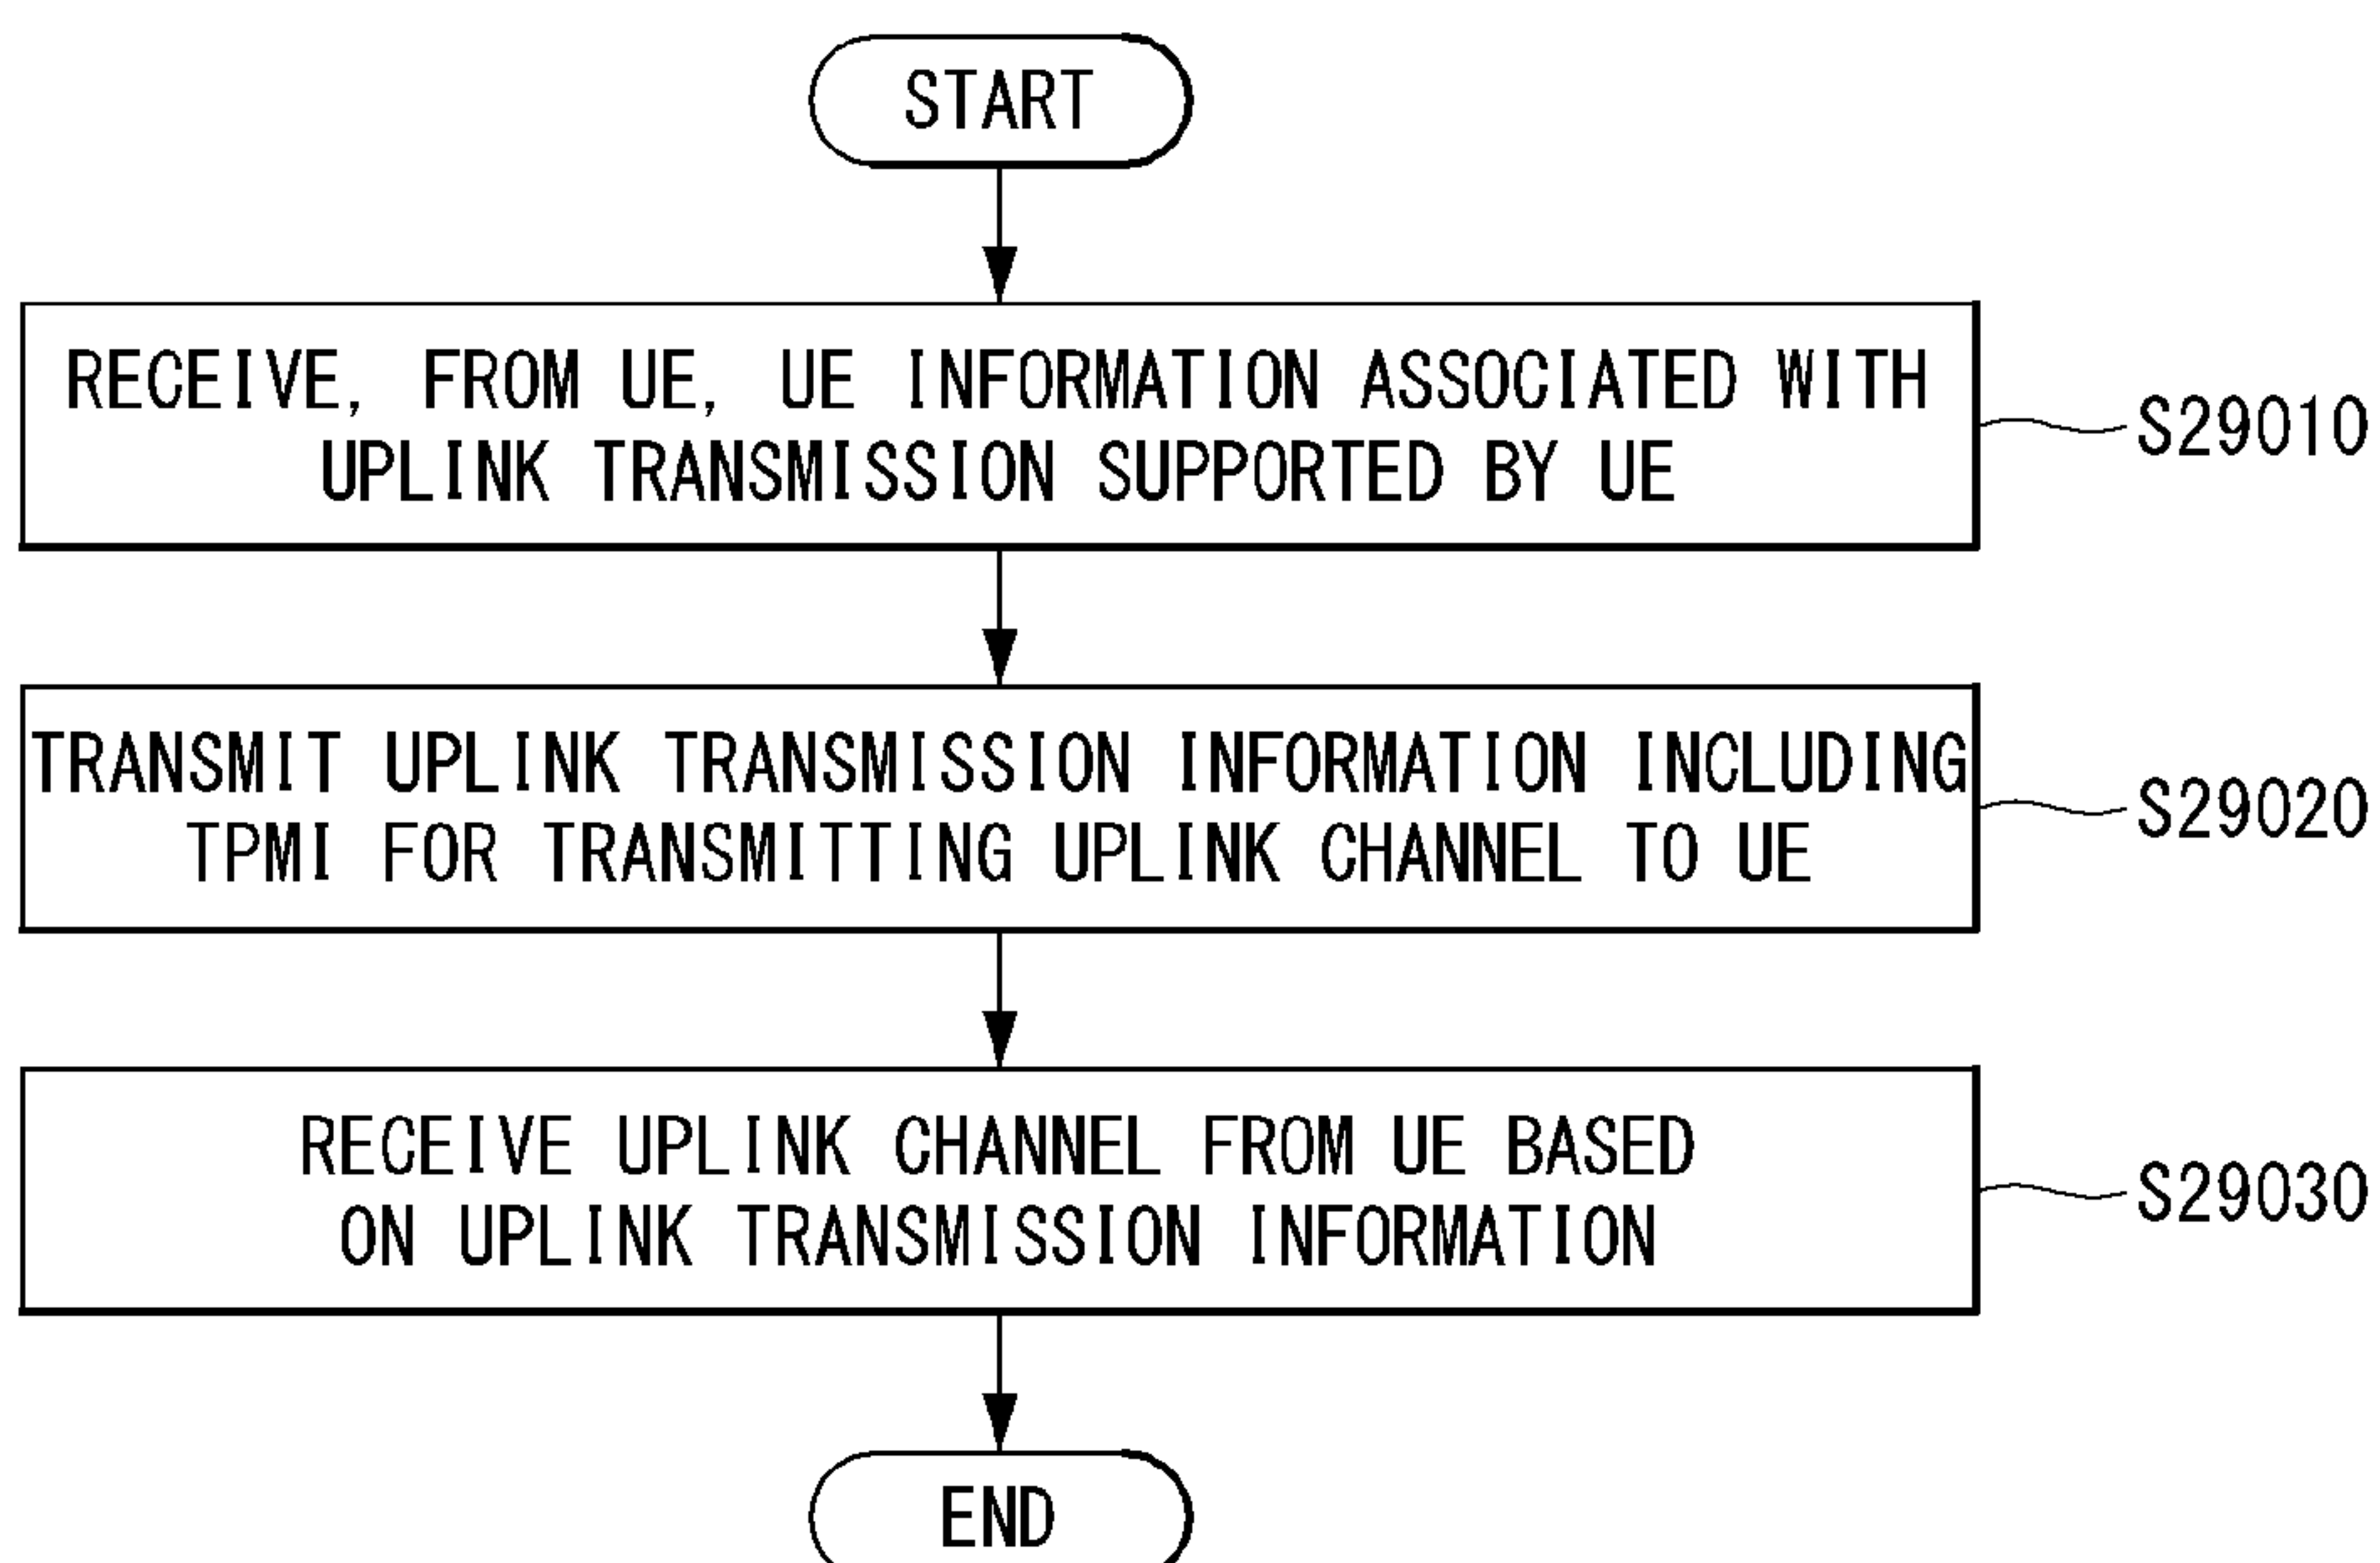 START
RECEIVE, FROM UE, UE INFORMATION ASSOCIATED WITH
UPLINK TRANSMISSION SUPPORTED BY UE
S29010
TRANSMIT UPLINK TRANSMISSION INFORMATION INCLUDING
TPMI FOR TRANSMITTING UPLINK CHANNEL TO UE
S29020
RECEIVE UPLINK CHANNEL FROM UE BASED
ON UPLINK TRANSMISSION INFORMATION
S29030
END